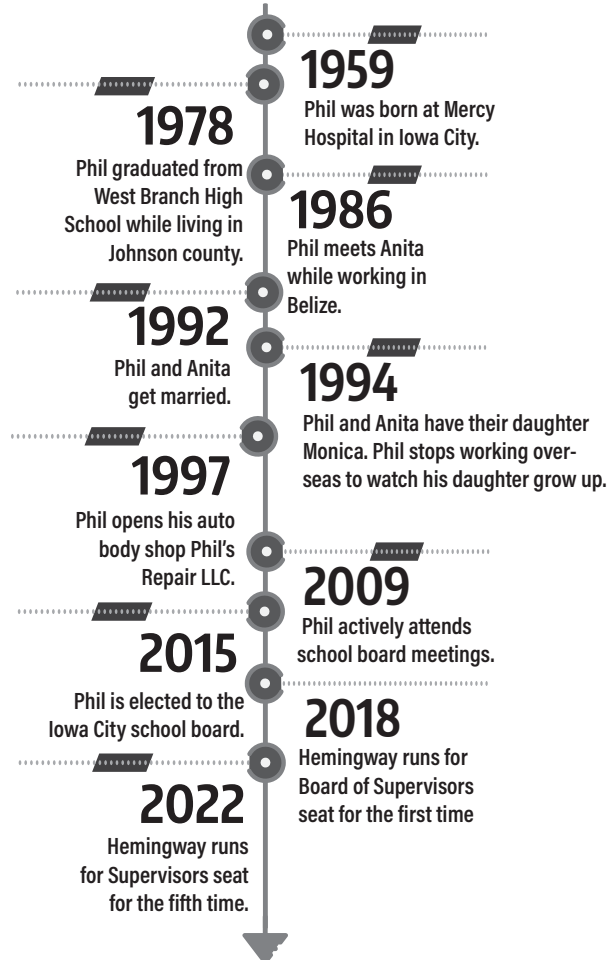 1959
Phil was born at Mercy
Hospital in Iowa City.
1978
Phil graduated from
West Branch High
School while living in
Johnson county.
1986
Phil meets Anita
while working in
Belize.
1992
Phil and Anita
get married.
1994
Phil and Anita have their daughter
Monica. Phil stops working over-
seas to watch his daughter grow up.
1997
Phil opens his auto
body shop Phil’s
Repair LLC.
2009
Phil actively attends
school board meetings.
2015
Phil is elected to the
Iowa City school board.
2018
Hemingway runs for
Board of Supervisors
seat for the first time
2022
Hemingway runs
for Supervisors seat
for the fifth time.